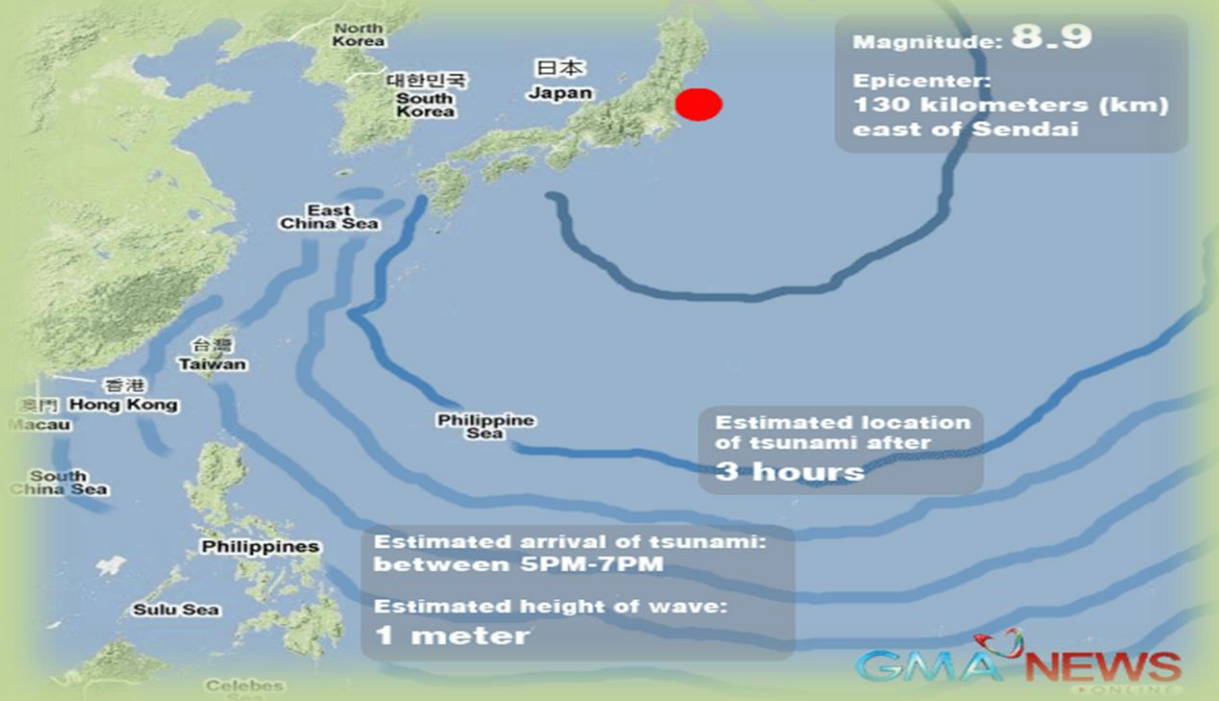 North
Korea
대한민국
South
Korea
日本
Japan
Magnitude: 8.9
Epicenter:
130 kilometers (km)
east of Sendai
East
China Sea
台灣
Taiwan
香港
Hong Kong
澳門
Macau
Philippine
Sea
Estimated location
of tsunami after
3 hours
South
China Sea
Philippines
Estimated arrival of tsunami:
between 5PM-7PM
Estimated height of wave:
1 meter
Sulu Sea
Celebes
Sea
GMA NEWS
ONLINE